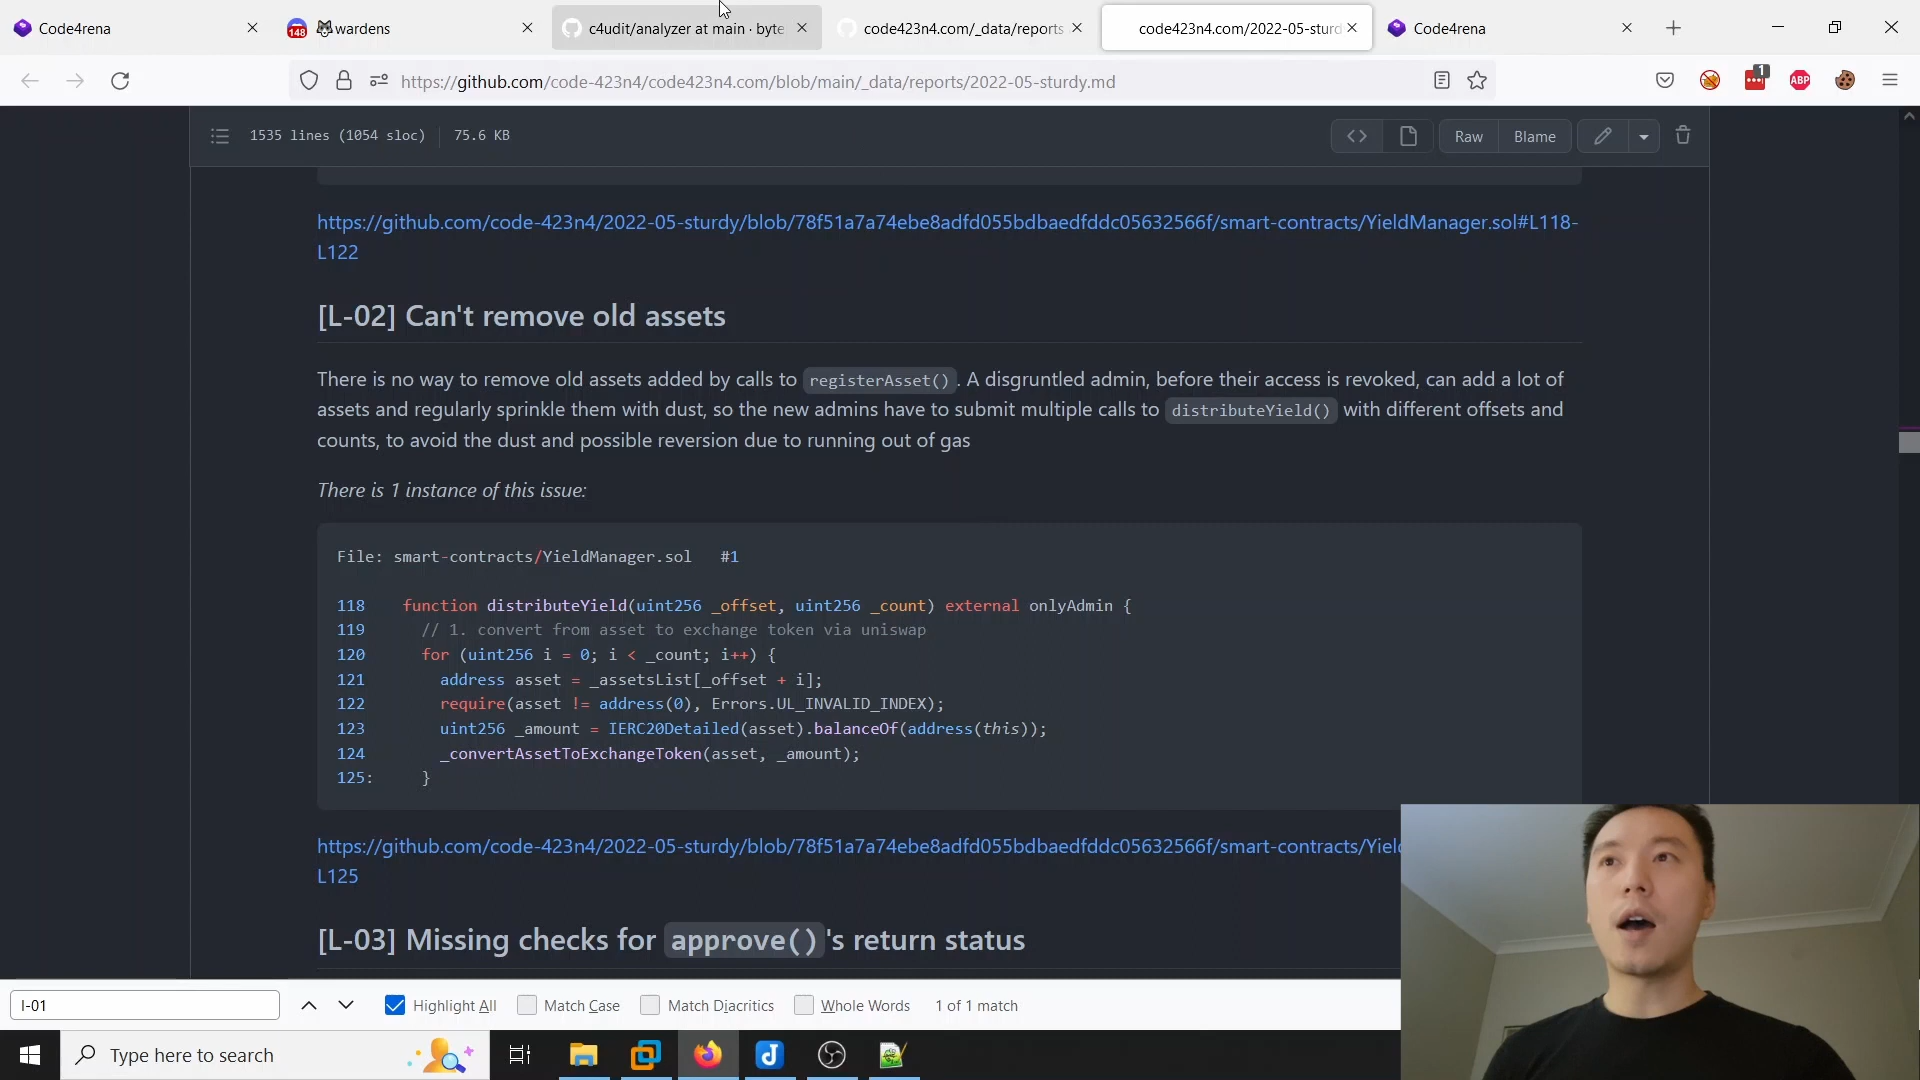 Code4rena
148
wardens
c4udit/analyzer at main · byte
code423n4.com/_data/reports
code423n4.com/2022-05-sturd
Code4rena
https://github.com/code-423n4/code423n4.com/blob/main/_data/reports/2022-05-sturdy.md
1
ABP
1535 lines (1054 sloc)
75.6 KB
Raw
Blame
https://github.com/code-423n4/2022-05-sturdy/blob/78f51a7a74ebe8adfd055bdbaedfddc05632566f/smart-contracts/YieldManager.sol#L118-
L122
[L-02] Can't remove old assets
There is no way to remove old assets added by calls to registerAsset(). A disgruntled admin, before their access is revoked, can add a lot of
assets and regularly sprinkle them with dust, so the new admins have to submit multiple calls to distributeYield() with different offsets and
counts, to avoid the dust and possible reversion due to running out of gas
There is 1 instance of this issue:
File: smart-contracts/YieldManager.sol   #1
118    function distributeYield(uint256 _offset, uint256 _count) external onlyAdmin {
119      // 1. convert from asset to exchange token via uniswap
120      for (uint256 i = 0; i < _count; i++) {
121        address asset = _assetsList[_offset + i];
122        require(asset != address(0), Errors.UL_INVALID_INDEX);
123        uint256 _amount = IERC20Detailed(asset).balanceOf(address(this));
124        _convertAssetToExchangeToken(asset, _amount);
125:     }
https://github.com/code-423n4/2022-05-sturdy/blob/78f51a7a74ebe8adfd055bdbaedfddc05632566f/smart-contracts/Yiel
L125
[L-03] Missing checks for approve()'s return status
l-01
Highlight All
Match Case
Match Diacritics
Whole Words
1 of 1 match
Type here to search